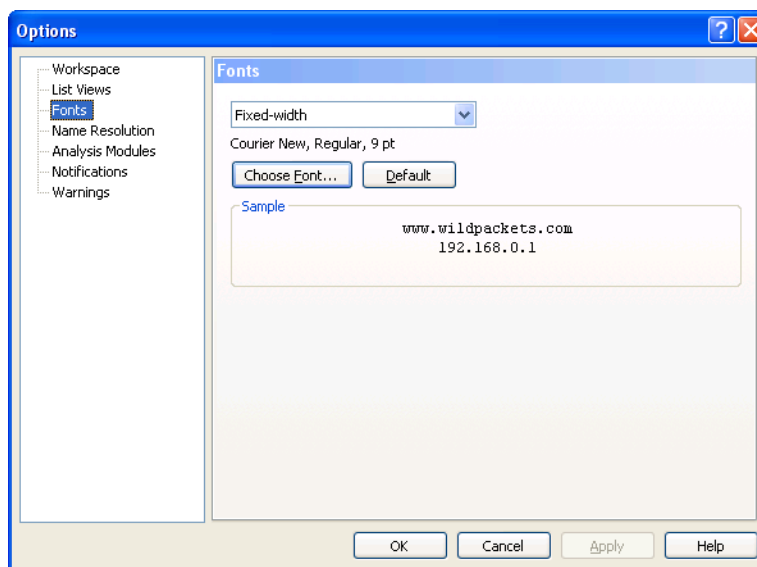 Options
Workspace
List Views
Fonts
Name Resolution
Analysis Modules
Notifications
Warnings
Fonts
Fixed-width
Courier New, Regular, 9 pt
Choose Font... Default
Sample
www.wildpackets.com
192.168.0.1
OK Cancel Apply Help